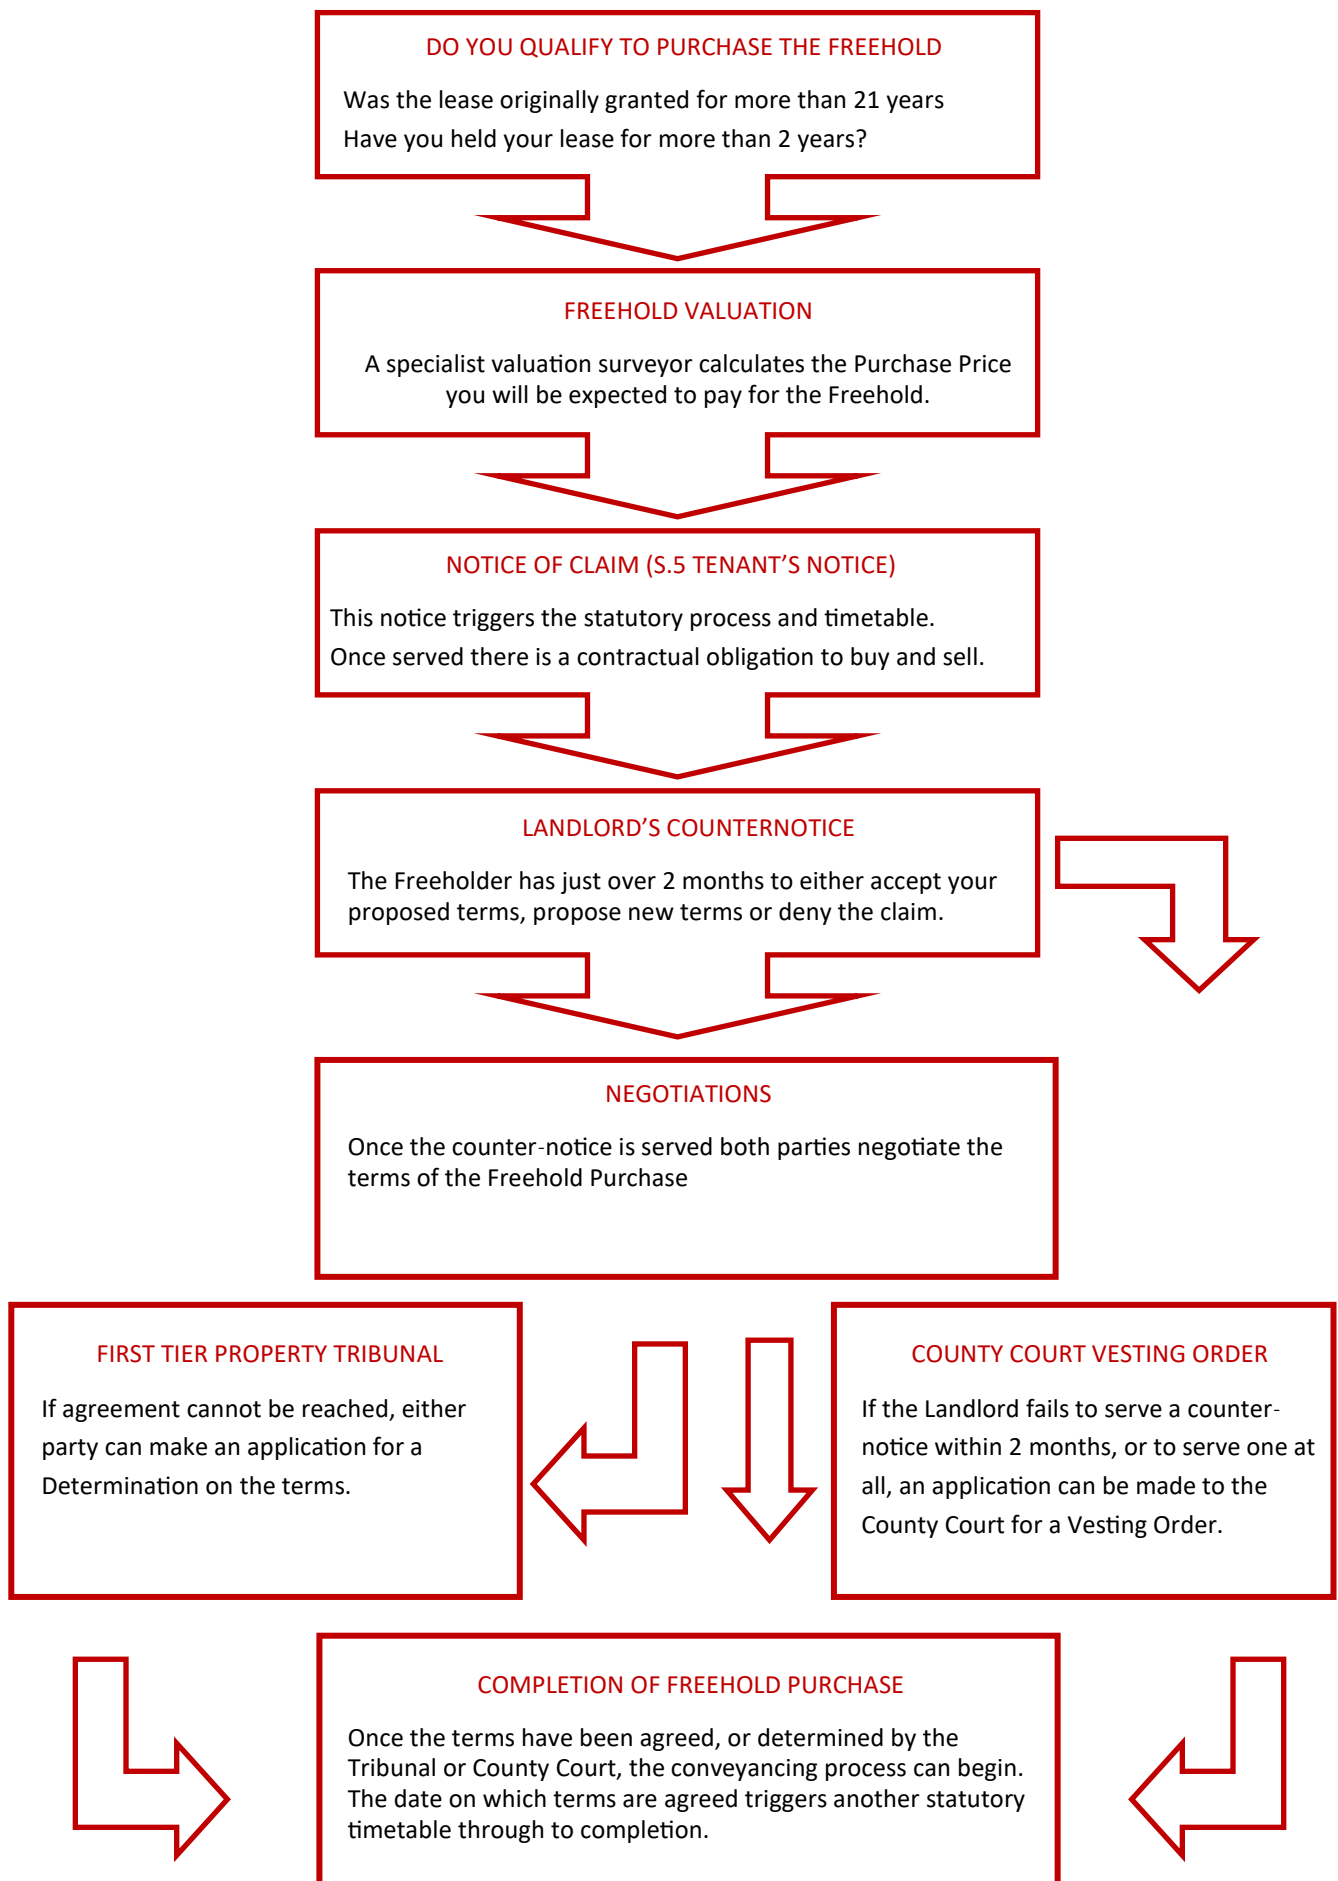 DO YOU QUALIFY TO PURCHASE THE FREEHOLD
Was the lease originally granted for more than 21 years
Have you held your lease for more than 2 years?
FREEHOLD VALUATION
A specialist valuation surveyor calculates the Purchase Price
you will be expected to pay for the Freehold.
NOTICE OF CLAIM (S.5 TENANT’S NOTICE)
This notice triggers the statutory process and timetable.
Once served there is a contractual obligation to buy and sell.
LANDLORD’S COUNTERNOTICE
The Freeholder has just over 2 months to either accept your
proposed terms, propose new terms or deny the claim.
NEGOTIATIONS
Once the counter-notice is served both parties negotiate the
terms of the Freehold Purchase
FIRST TIER PROPERTY TRIBUNAL
If agreement cannot be reached, either
party can make an application for a
Determination on the terms.
COUNTY COURT VESTING ORDER
If the Landlord fails to serve a counter-
notice within 2 months, or to serve one at
all, an application can be made to the
County Court for a Vesting Order.
COMPLETION OF FREEHOLD PURCHASE
Once the terms have been agreed, or determined by the
Tribunal or County Court, the conveyancing process can begin.
The date on which terms are agreed triggers another statutory
timetable through to completion.